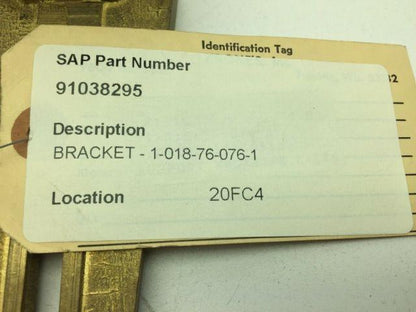 Identification Tag
SAP Part Number
91038295
Description
BRACKET - 1-018-76-076-1
Location 20FC4